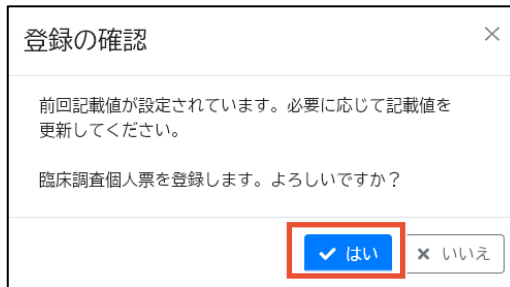 登録の確認
×
前回記載値が設定されています。必要に応じて記載値を
更新してください。
臨床調査個人票を登録します。よろしいですか？
✔ はい
✖ いいえ